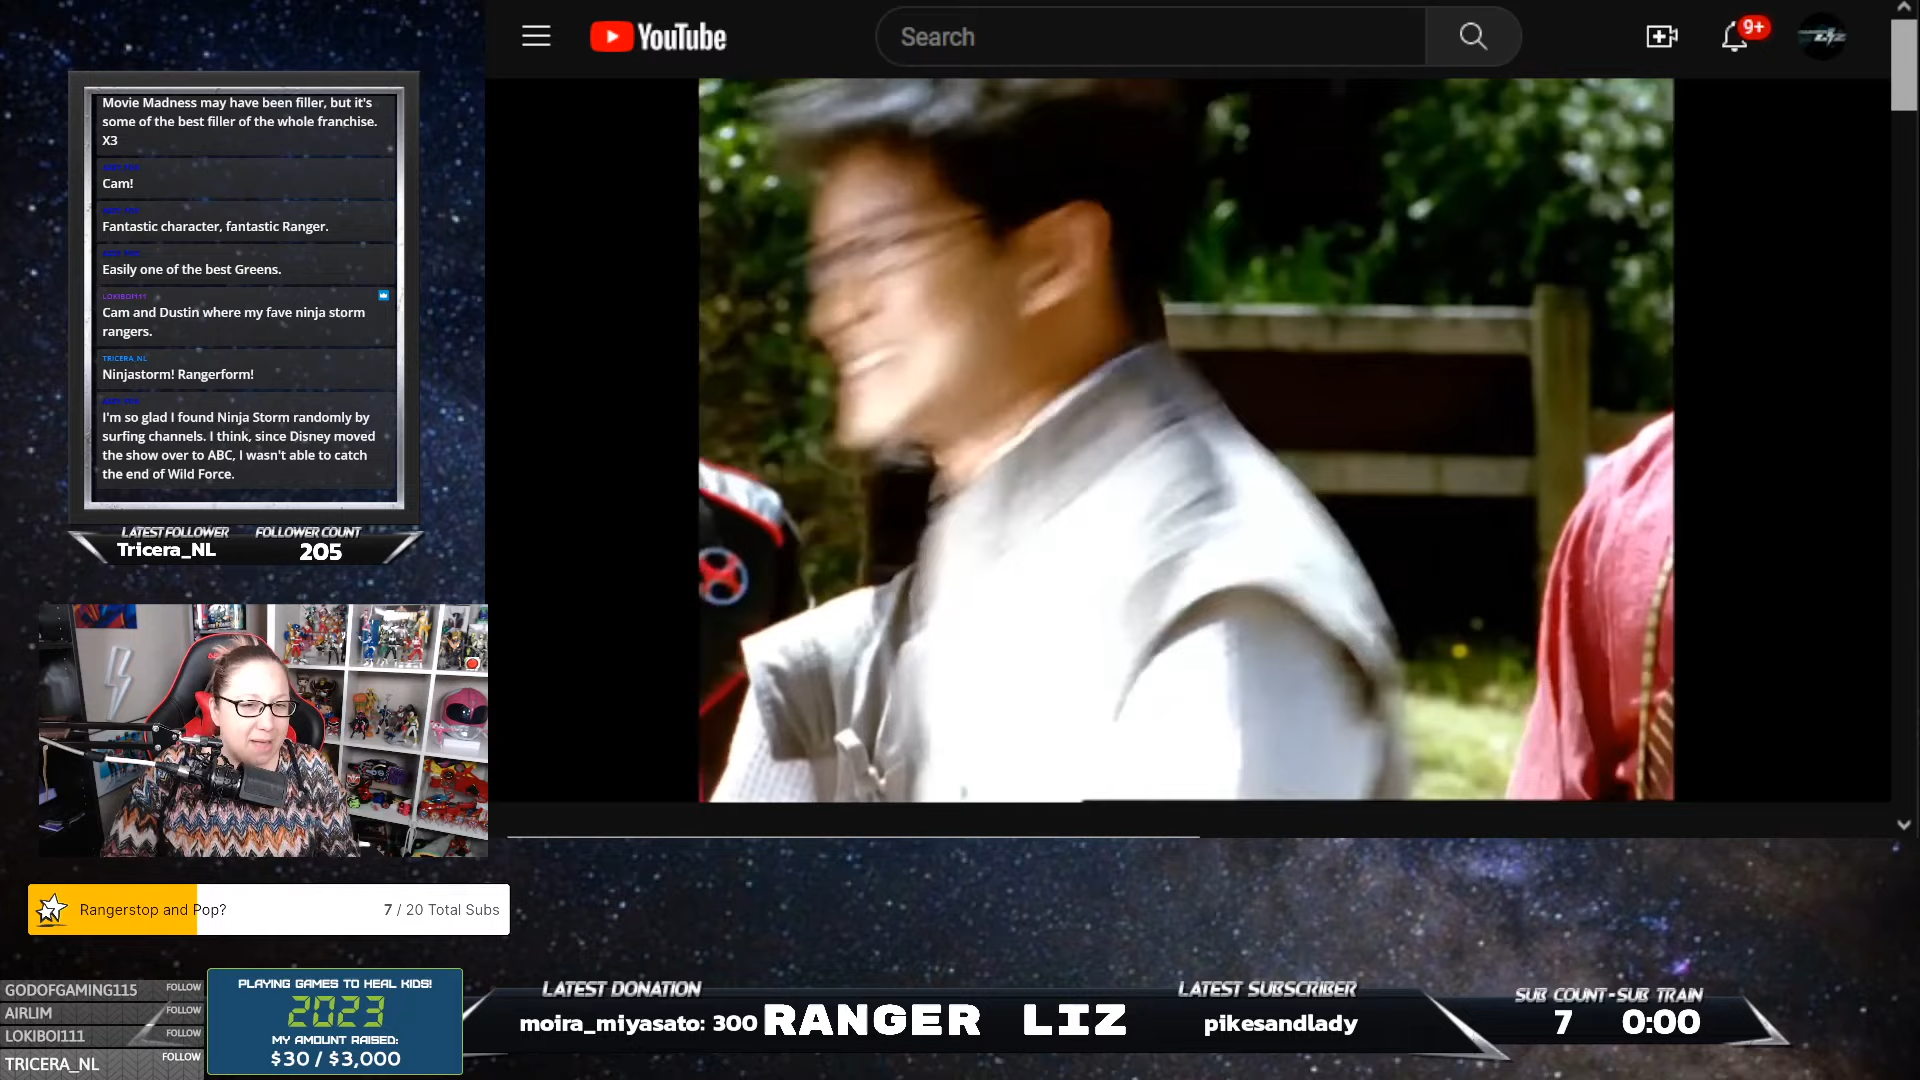 YouTube
Search
9+
Movie Madness may have been filler, but it's
some of the best filler of the whole franchise.
X3
Cam!
Fantastic character, fantastic Ranger.
Easily one of the best Greens.
LOKIBOI111
Cam and Dustin where my fave ninja storm
rangers.
TRICERA_NL
Ninjastorm! Rangerform!
I'm so glad I found Ninja Storm randomly by
surfing channels. I think, since Disney moved
the show over to ABC, I wasn't able to catch
the end of Wild Force.
LATEST FOLLOWER
Tricera_NL
FOLLOWER COUNT
205
Rangerstop and Pop?
7 / 20 Total Subs
GODOFGAMING115 FOLLOW
AIRLIM FOLLOW
LOKIBOI111 FOLLOW
TRICERA_NL FOLLOW
PLAYING GAMES TO HEAL KIDS!
2023
MY AMOUNT RAISED:
$30 / $3,000
LATEST DONATION
moira_miyasato: 300
RANGER LIZ
LATEST SUBSCRIBER
pikesandlady
SUB COUNT-SUB TRAIN
7 0:00